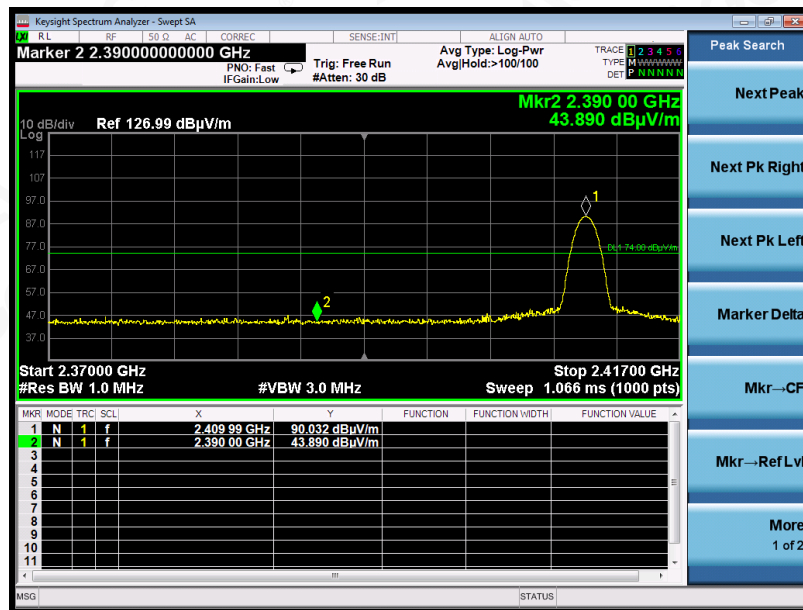 Keysight Spectrum Analyzer - Swept SA
LXI RL RF 50 Ω AC CORREC SENSE:INT ALIGN AUTO
Marker 2 2.390000000000 GHz
PNO: Fast
IFGain:Low
Trig: Free Run
#Atten: 30 dB
Avg Type: Log-Pwr
Avg|Hold:>100/100
TRACE 1 2 3 4 5 6
TYPE M WWWWW
DET P N N N N N
Mkr2 2.390 00 GHz
43.890 dBµV/m
10 dB/div Ref 126.99 dBµV/m
Log
117
107
97.0
87.0
77.0
67.0
57.0
47.0
37.0
1
DL1 74.00 dBµV/m
2
Start 2.37000 GHz Stop 2.41700 GHz
#Res BW 1.0 MHz #VBW 3.0 MHz Sweep 1.066 ms (1000 pts)
MKR MODE TRC SCL X Y FUNCTION FUNCTION WIDTH FUNCTION VALUE
1 N 1 f 2.409 99 GHz 90.032 dBµV/m
2 N 1 f 2.390 00 GHz 43.890 dBµV/m
3
4
5
6
7
8
9
10
11
MSG STATUS
Peak Search
Next Peak
Next Pk Right
Next Pk Left
Marker Delta
Mkr→CF
Mkr→Ref Lvl
More
1 of 2